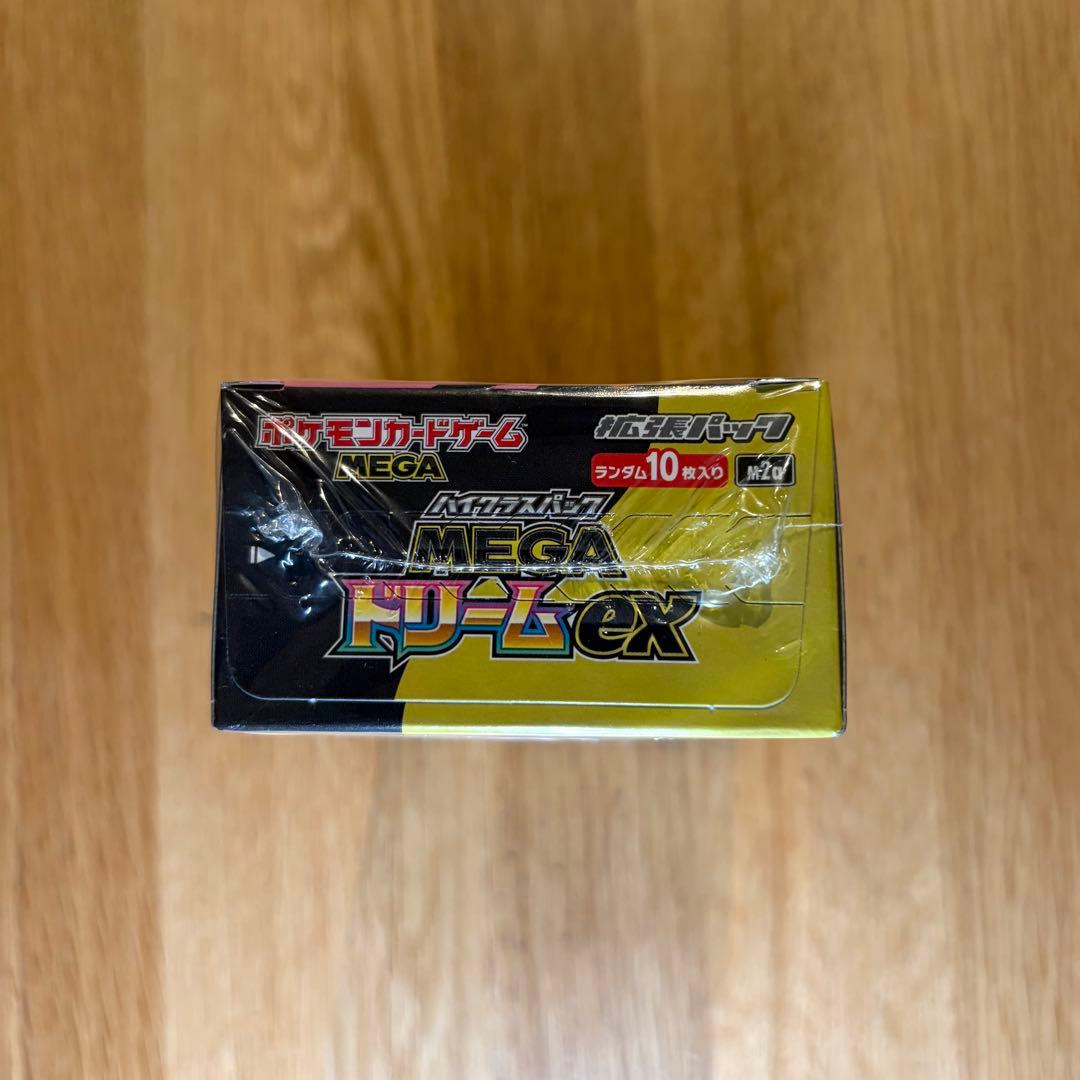 ポケモンカードゲーム
MEGA
拡張パック
ランダム10枚入り
M2a
ハイクラスパック
MEGA
ドリームex